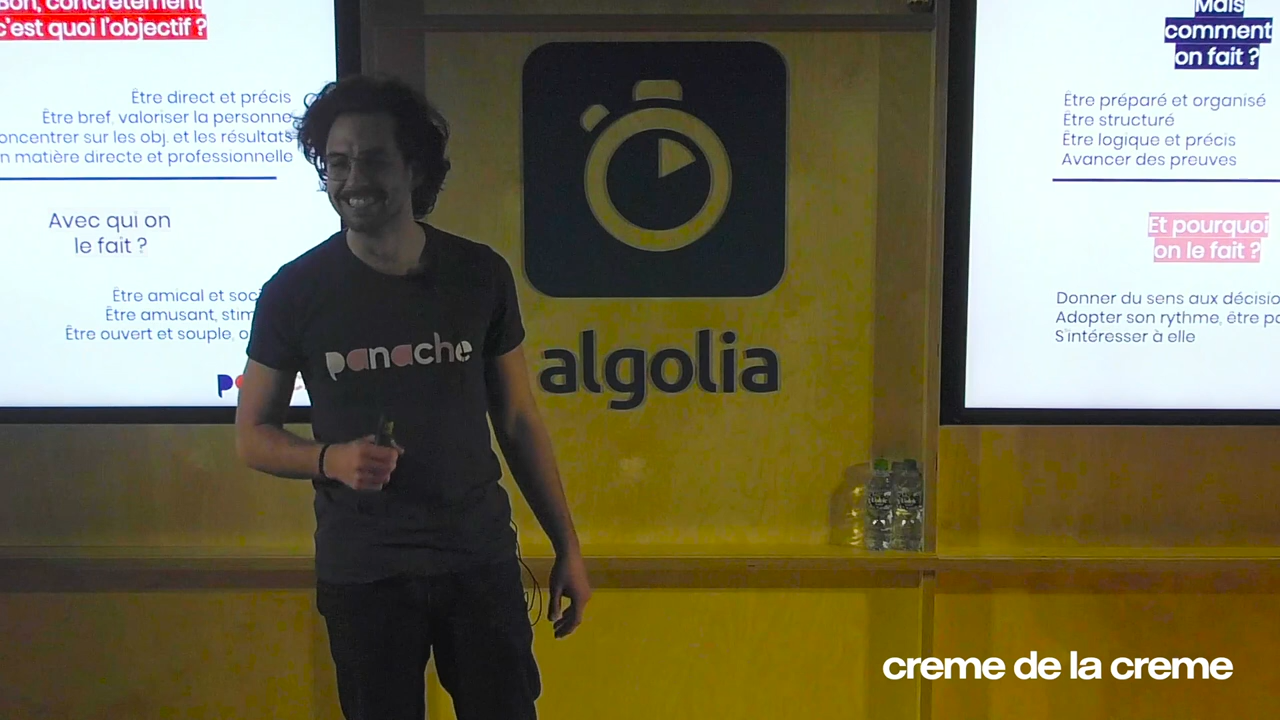 Bon, concrètement
c'est quoi l'objectif ?
Être direct et précis
Être bref, valoriser la personne
les obj. et les résultats
matière directe et professionnelle
Avec qui on
le fait ?
Être amical et
Être amusant,
Être ouvert et souple,
panache
algolia
Mais
comment
on fait ?
Être préparé et organisé
Être structuré
Être logique et précis
Avancer des preuves
Et pourquoi
on le fait ?
Donner du sens aux
Adopter son rythme, être
S'intéresser à elle
creme de la creme